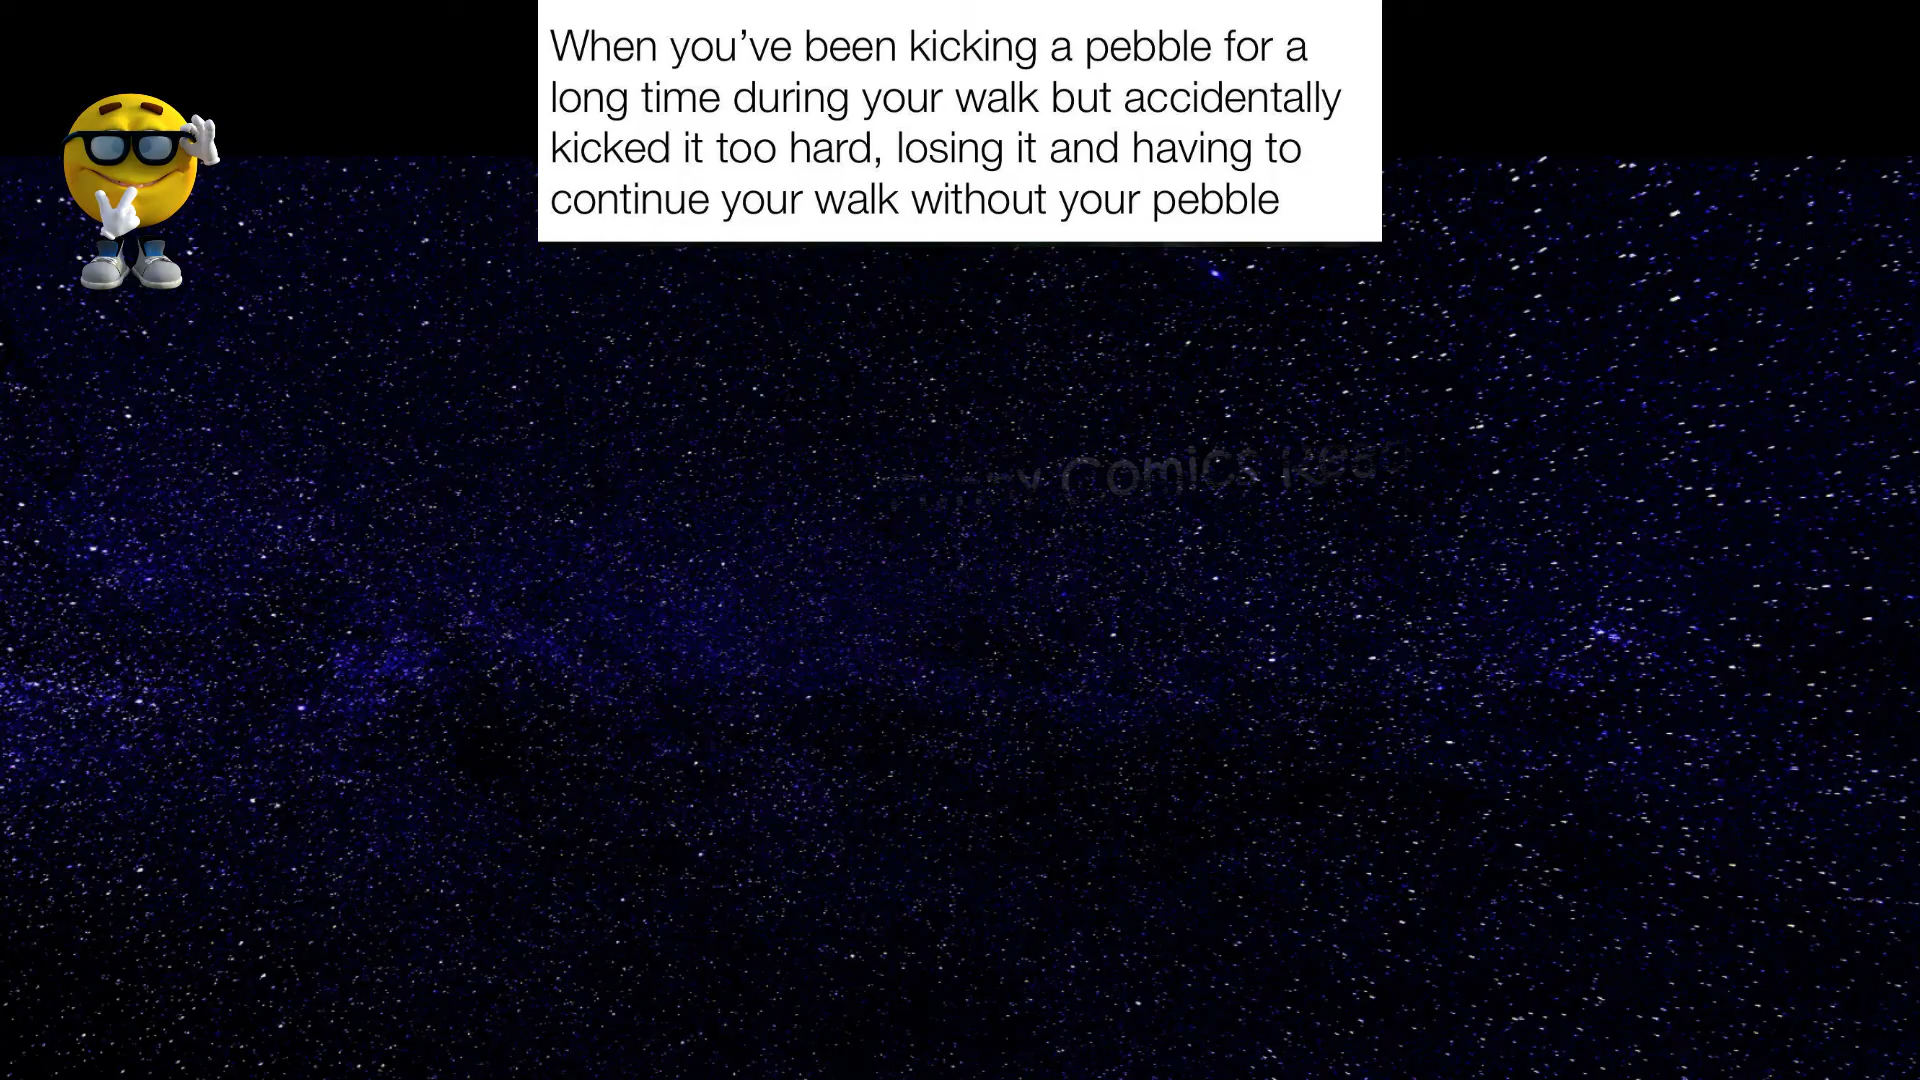 When you’ve been kicking a pebble for a
long time during your walk but accidentally
kicked it too hard, losing it and having to
continue your walk without your pebble
Comics